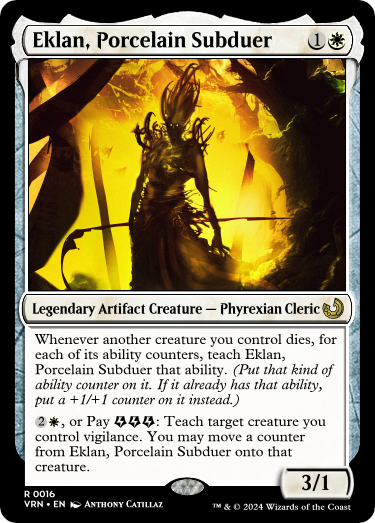 Eklan, Porcelain Subduer 1
Legendary Artifact Creature — Phyrexian Cleric
Whenever another creature you control dies, for
each of its ability counters, teach Eklan,
Porcelain Subduer that ability. (Put that kind of
ability counter on it. If it already has that ability,
put a +1/+1 counter on it instead.)
2, or Pay : Teach target creature you
control vigilance. You may move a counter
from Eklan, Porcelain Subduer onto that
creature.
3/1
R 0016
VRN • EN Anthony Catillaz
™ & © 2024 Wizards of the Coast